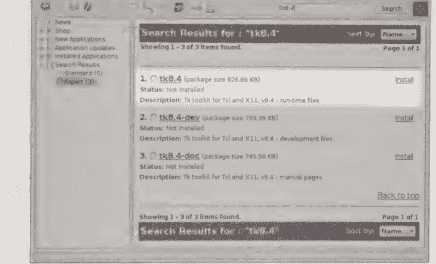 tk8.4 Search
News
Shop
New Applications
Application Updates
Installed Applications
Search Results
Standard (0)
Expert (3)
Search Results for : "tk8.4" Sort by: Name
Showing 1 - 3 of 3 items found. Page 1 of 1
1. tk8.4 (package size 926.86 KB) Install
Status: Not installed
Description: Tk toolkit for Tcl and X11, v8.4 - run-time files
2. tk8.4-dev (package size KB) Install
Status: Not installed
Description: Tk toolkit for Tcl and X11, v8.4 - development files
3. tk8.4-doc (package size 745.59 KB) Install
Status: Not installed
Description: Tk toolkit for Tcl and X11, v8.4 - manual pages
Back to top
Showing 1 - 3 of 3 items found. Page 1 of 1
Search Results for : "tk8.4" Sort by: Name